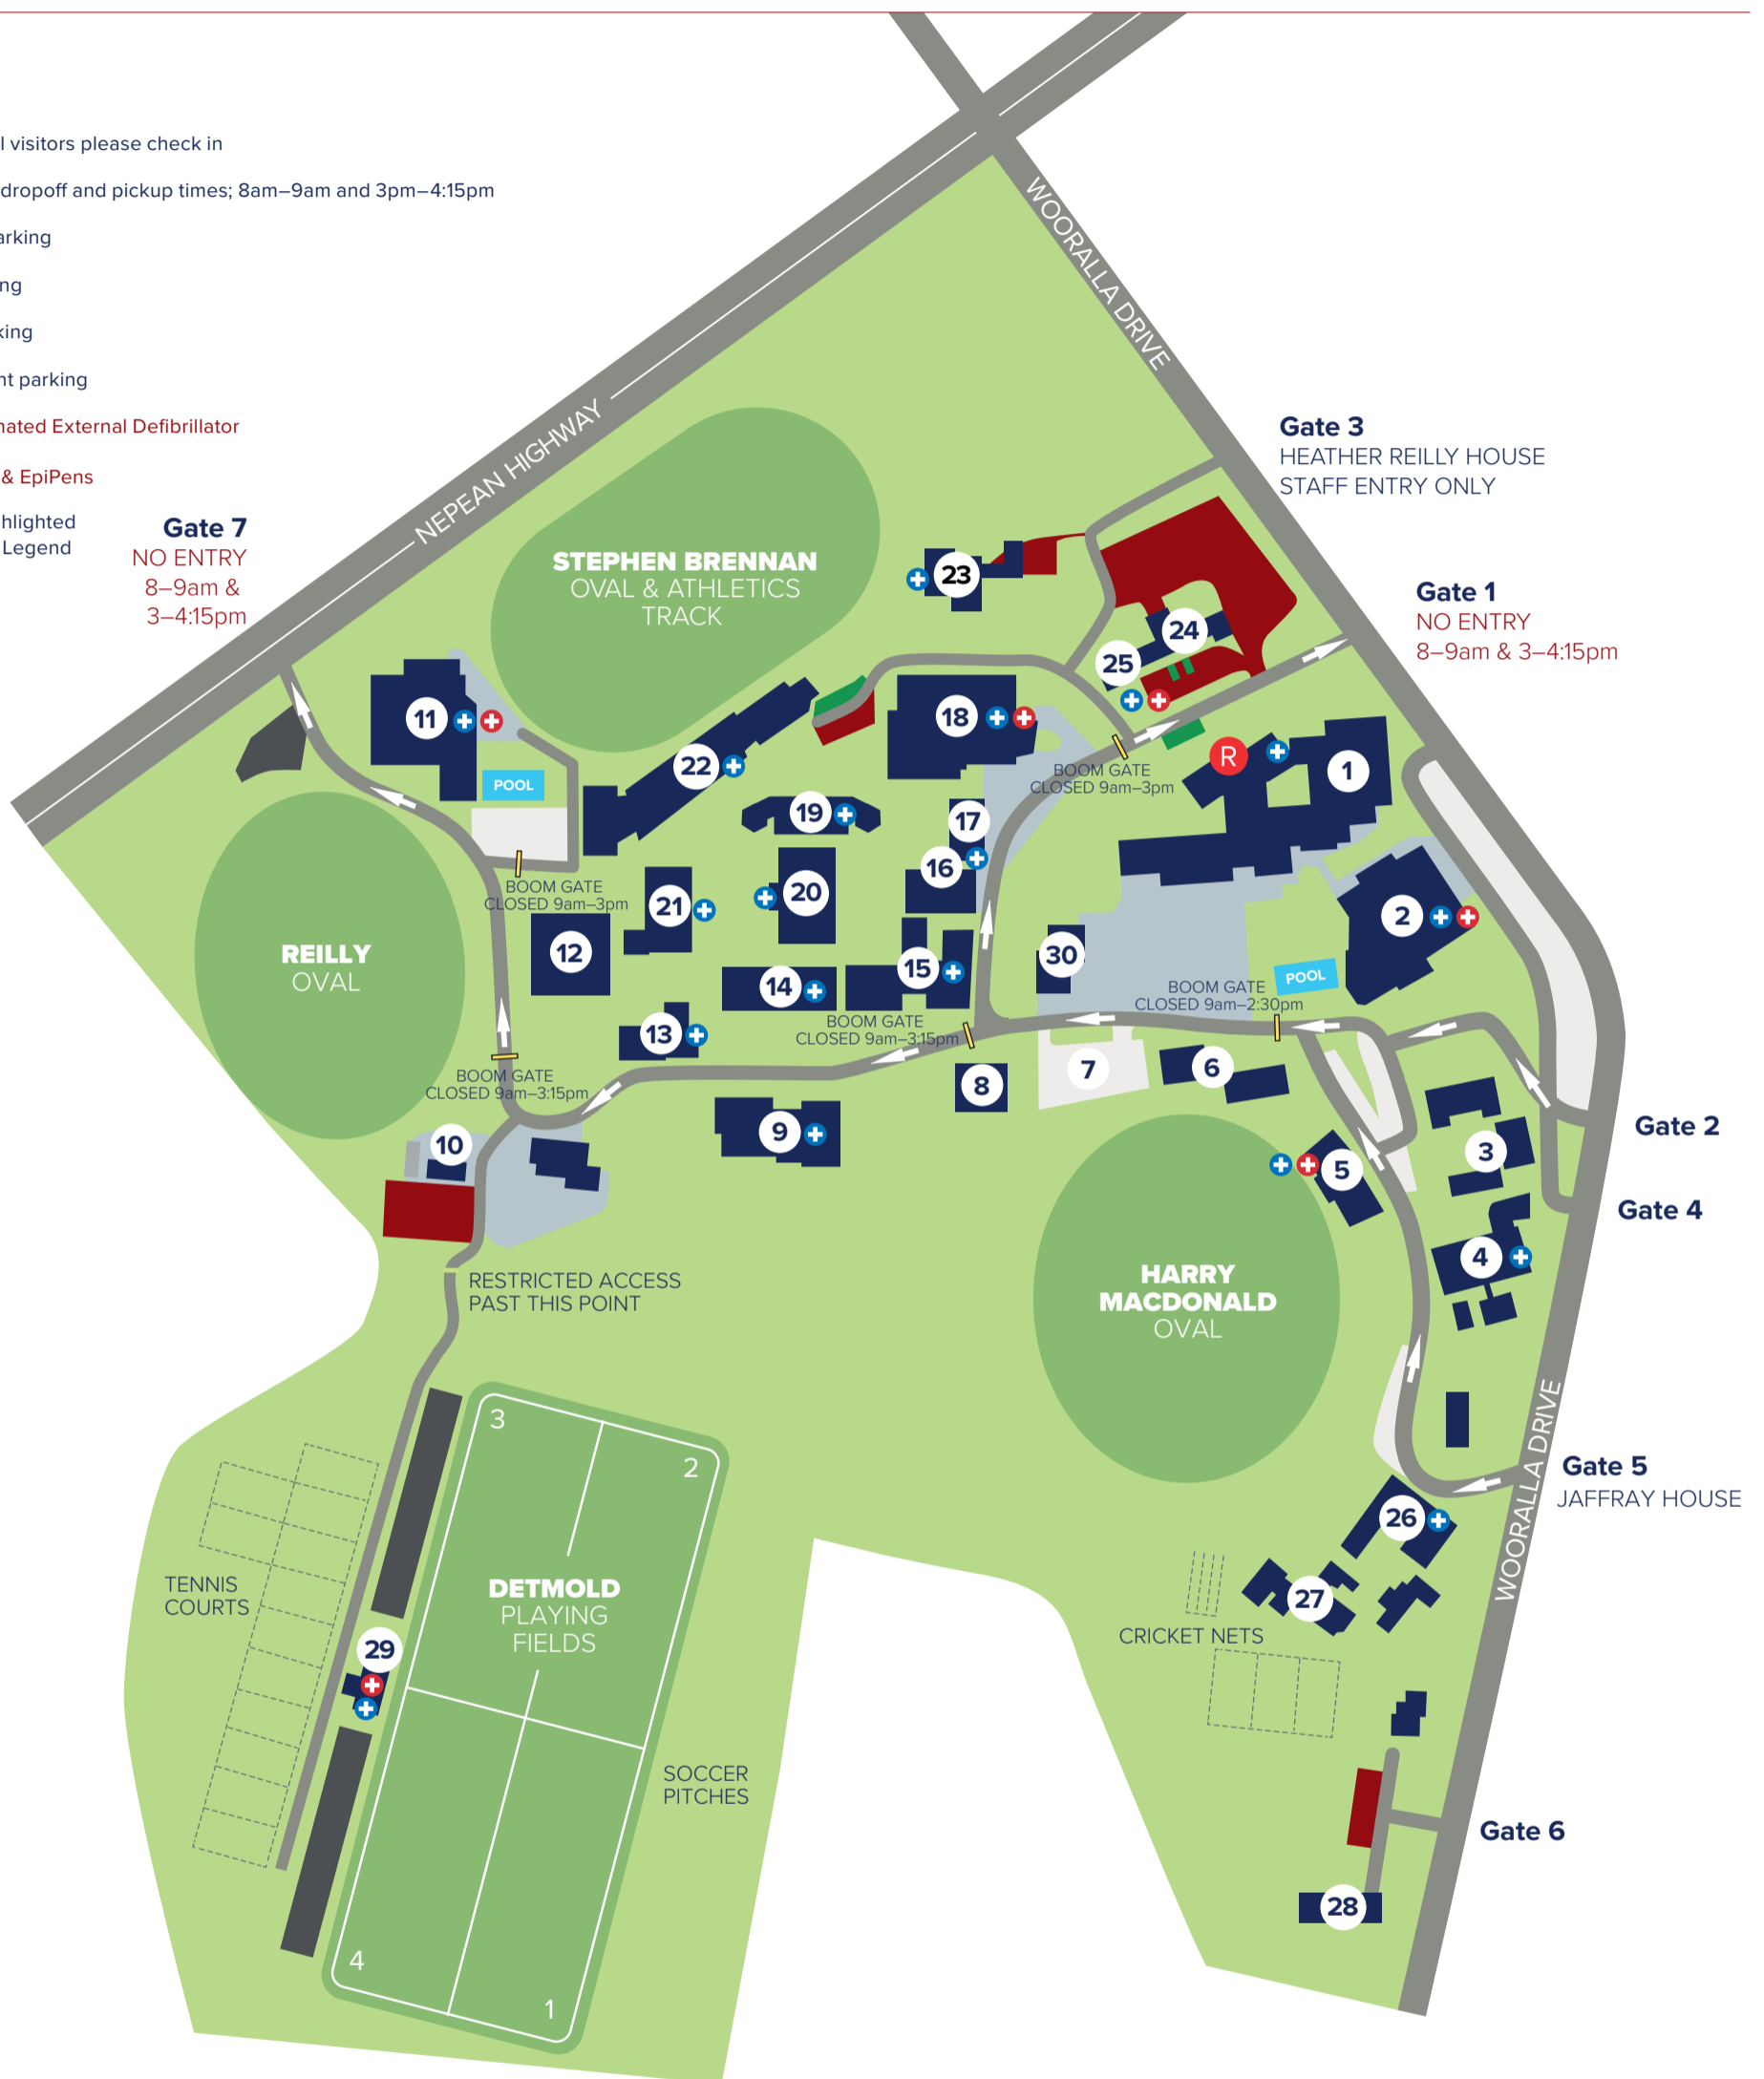 l visitors please check in
dropoff and pickup times; 8am–9am and 3pm–4:15pm
arking
ng
king
nt parking
nated External Defibrillator
& EpiPens
hlighted
Legend
Gate 7
NO ENTRY
8–9am &
3–4:15pm
NEPEAN HIGHWAY
WOORALLA DRIVE
Gate 3
HEATHER REILLY HOUSE
STAFF ENTRY ONLY
Gate 1
NO ENTRY
8–9am & 3–4:15pm
STEPHEN BRENNAN
OVAL & ATHLETICS
TRACK
23
24
25
11
18
R
1
22
POOL
BOOM GATE
CLOSED 9am–3pm
19
17
16
BOOM GATE
CLOSED 9am–3pm
21
20
2
12
REILLY
OVAL
30
15
14
POOL
BOOM GATE
CLOSED 9am–2:30pm
13
BOOM GATE
CLOSED 9am–3:15pm
7
6
8
BOOM GATE
CLOSED 9am–3:15pm
9
10
3
Gate 2
5
Gate 4
4
RESTRICTED ACCESS
PAST THIS POINT
HARRY
MACDONALD
OVAL
3
2
WOORALLA DRIVE
Gate 5
JAFFRAY HOUSE
26
TENNIS
COURTS
DETMOLD
PLAYING
FIELDS
27
CRICKET NETS
29
SOCCER
PITCHES
Gate 6
28
4
1